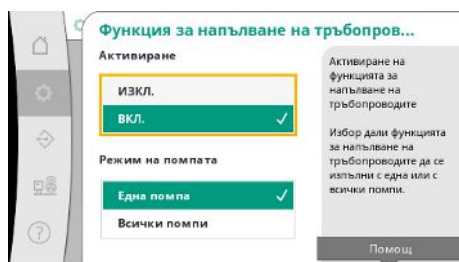 Функция за напълване на тръбопров...
Активиране
ИЗКЛ.
ВКЛ.
Режим на помпата
Една помпа
Всички помпи
Активиране на
функцията за
напълване на
тръбопроводите
Избор дали функцията
за напълване на
тръбопроводите да се
изпълни с една или с
всички помпи.
Помощ